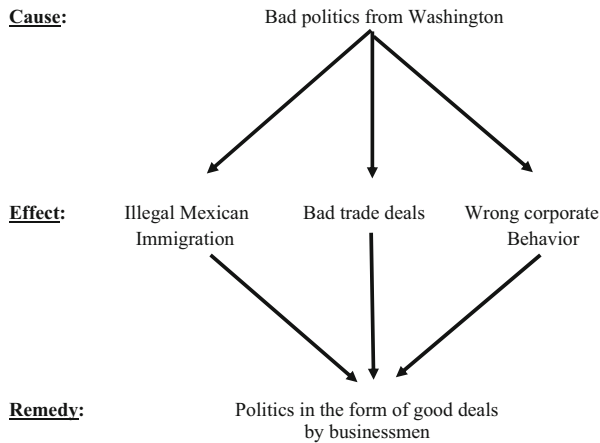 Cause: Bad politics from Washington
Effect: Illegal Mexican Immigration
Bad trade deals
Wrong corporate Behavior
Remedy: Politics in the form of good deals
by businessmen